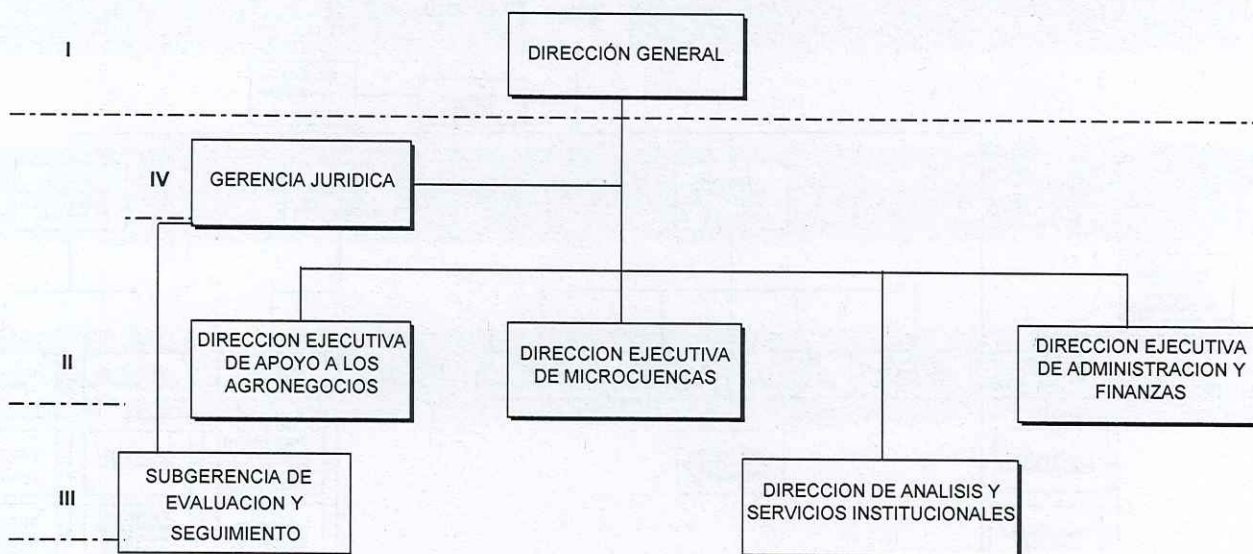 I
DIRECCIÓN GENERAL
IV
GERENCIA JURIDICA
II
DIRECCION EJECUTIVA
DE APOYO A LOS
AGRONEGOCIOS
DIRECCION EJECUTIVA
DE MICROCUENCAS
DIRECCION EJECUTIVA
DE ADMINISTRACION Y
FINANZAS
III
SUBGERENCIA DE
EVALUACION Y
SEGUIMIENTO
DIRECCION DE ANALISIS Y
SERVICIOS INSTITUCIONALES